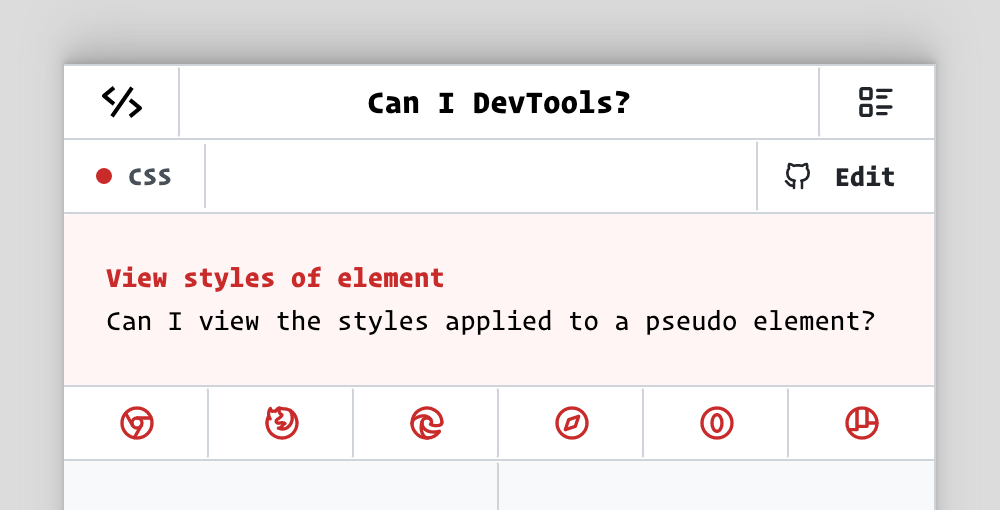 Can I DevTools?
CSS
Edit
View styles of element
Can I view the styles applied to a pseudo element?